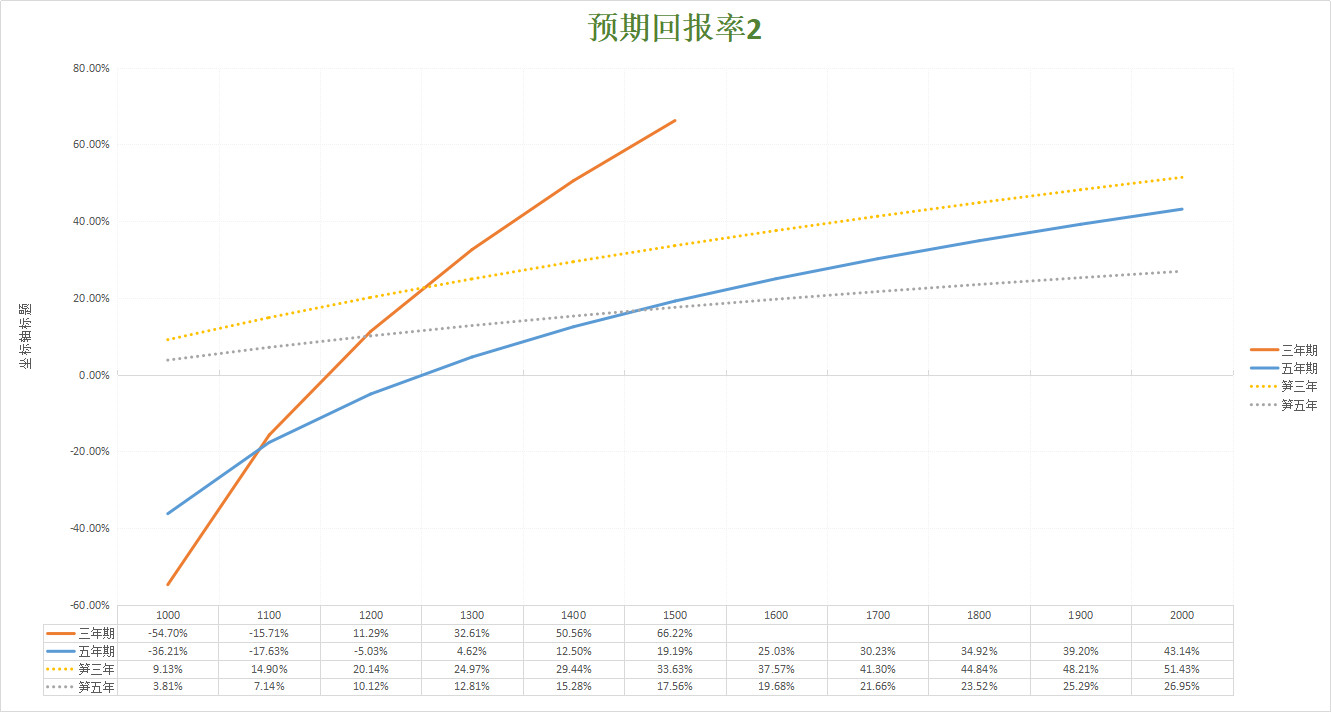 预期回报率2
80.00%
60.00%
40.00%
20.00%
0.00%
-20.00%
-40.00%
-60.00%
坐标轴标题
三年期
五年期
笋三年
笋五年
1000 1100 1200 1300 1400 1500 1600 1700 1800 1900 2000
三年期 -54.70% -15.71% 11.29% 32.61% 50.56% 66.22%
五年期 -36.21% -17.63% -5.03% 4.62% 12.50% 19.19% 25.03% 30.23% 34.92% 39.20% 43.14%
笋三年 9.13% 14.90% 20.14% 24.97% 29.44% 33.63% 37.57% 41.30% 44.84% 48.21% 51.43%
笋五年 3.81% 7.14% 10.12% 12.81% 15.28% 17.56% 19.68% 21.66% 23.52% 25.29% 26.95%